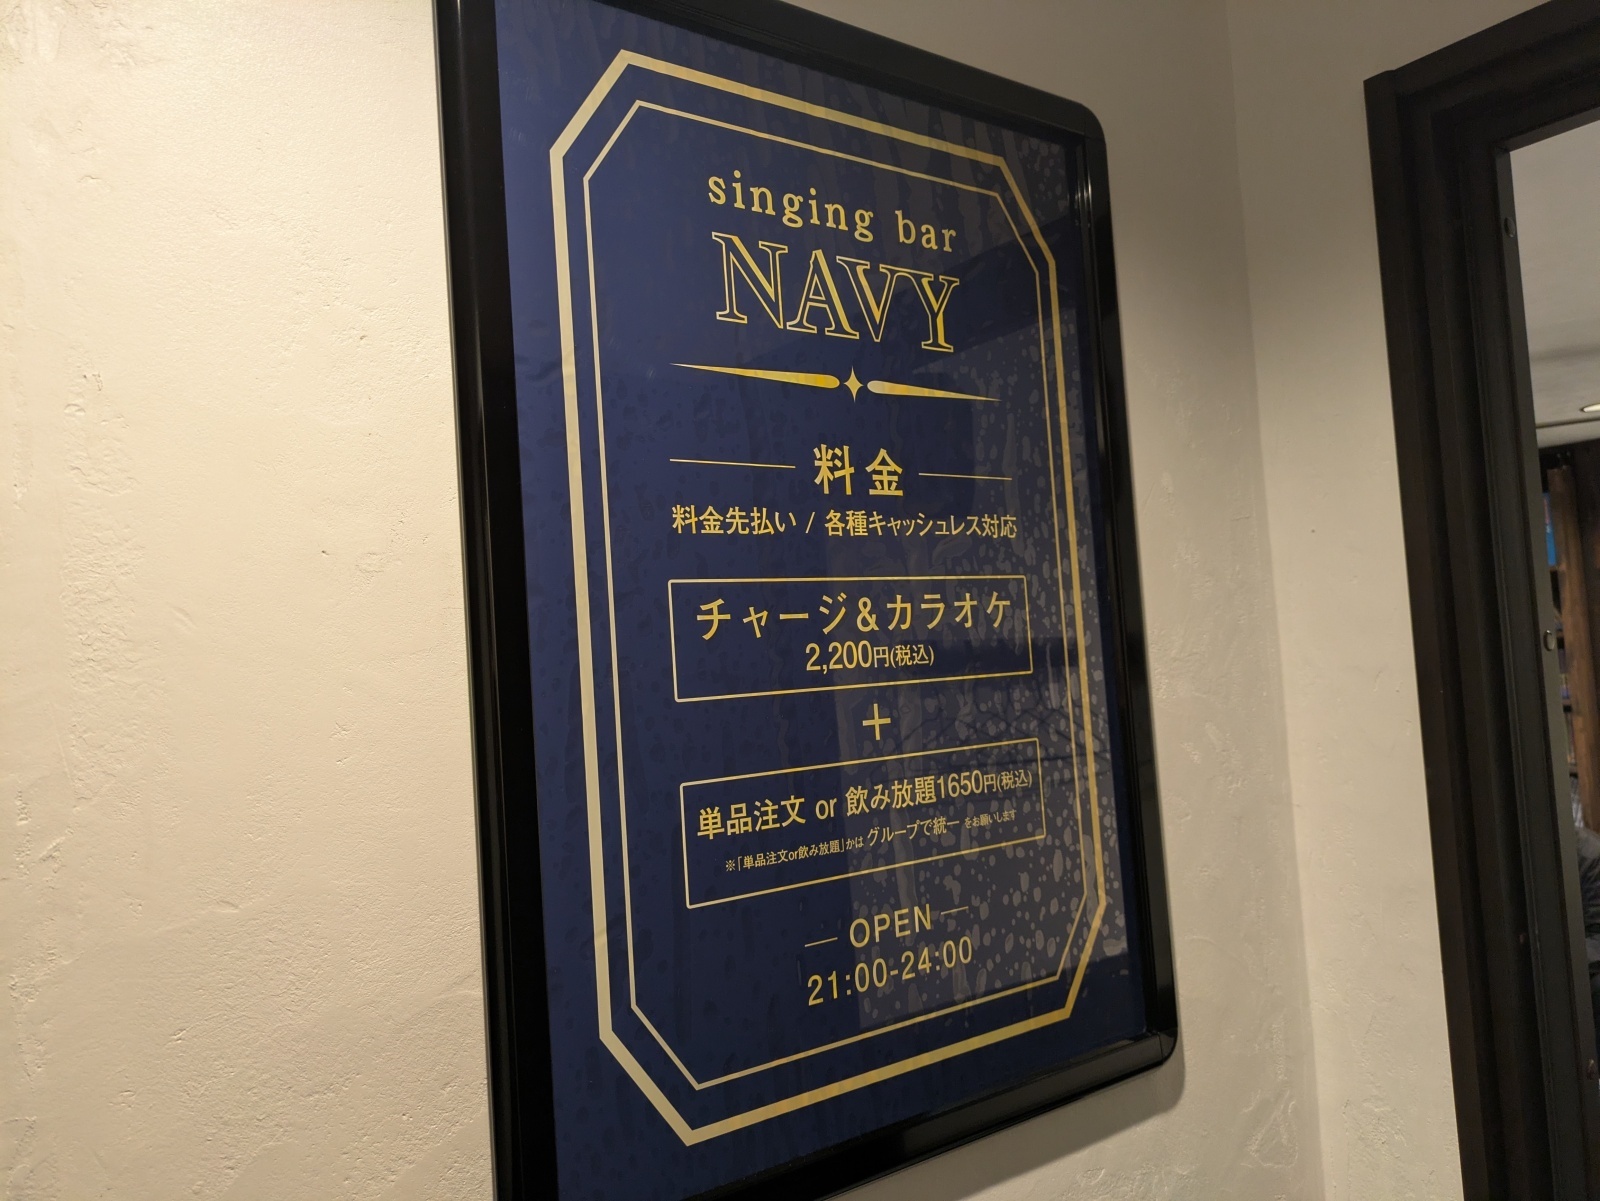 singing bar
NAVY
料金
料金先払い / 各種キャッシュレス対応
チャージ&カラオケ
2,200円(税込)
+
単品注文 or 飲み放題1650円(税込)
※「単品注文or飲み放題」かは グループで統一 をお願いします
OPEN
21:00-24:00